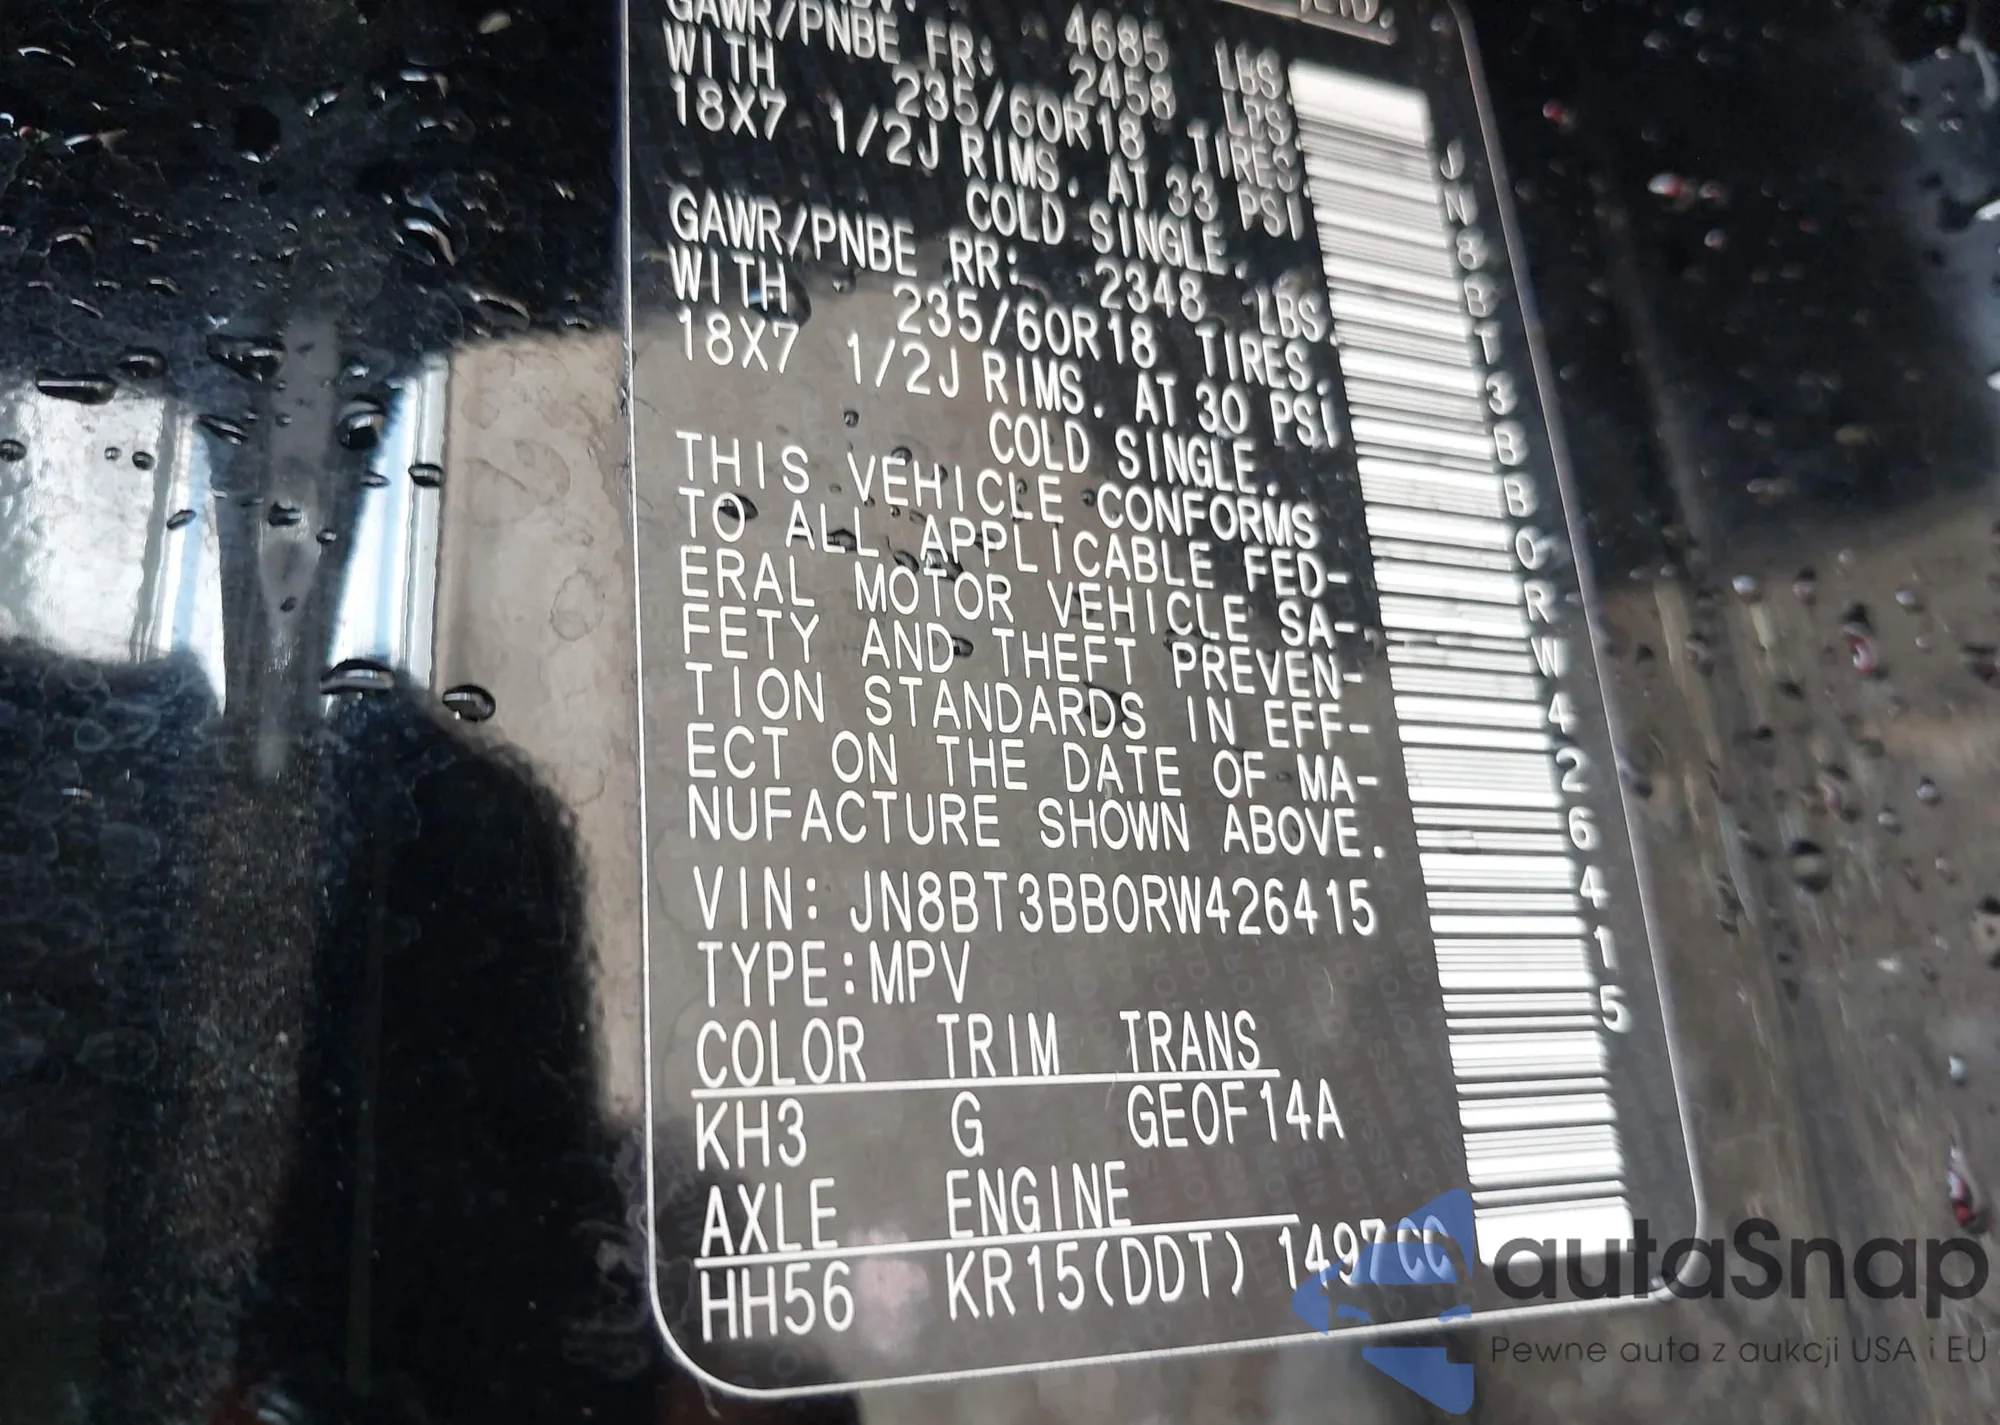 4685 LBS.
GAWR/PNBE FR: 2458 LBS.
WITH 235/60R18 TIRES.
18X7 1/2J RIMS. AT 33 PSI
COLD SINGLE.
GAWR/PNBE RR: 2348 LBS.
WITH 235/60R18 TIRES.
18X7 1/2J RIMS. AT 30 PSI
COLD SINGLE.
THIS VEHICLE CONFORMS
TO ALL APPLICABLE FED-
ERAL MOTOR VEHICLE SA-
FETY AND THEFT PREVEN-
TION STANDARDS IN EFF-
ECT ON THE DATE OF MA-
NUFACTURE SHOWN ABOVE.
VIN: JN8BT3BB0RW426415
TYPE:MPV
COLOR TRIM TRANS
KH3 G GE0F14A
AXLE ENGINE
HH56 KR15(DDT) 1497CC
JN8BT3BB0RW426415
autaSnap
Pewne auta z aukcji USA i EU